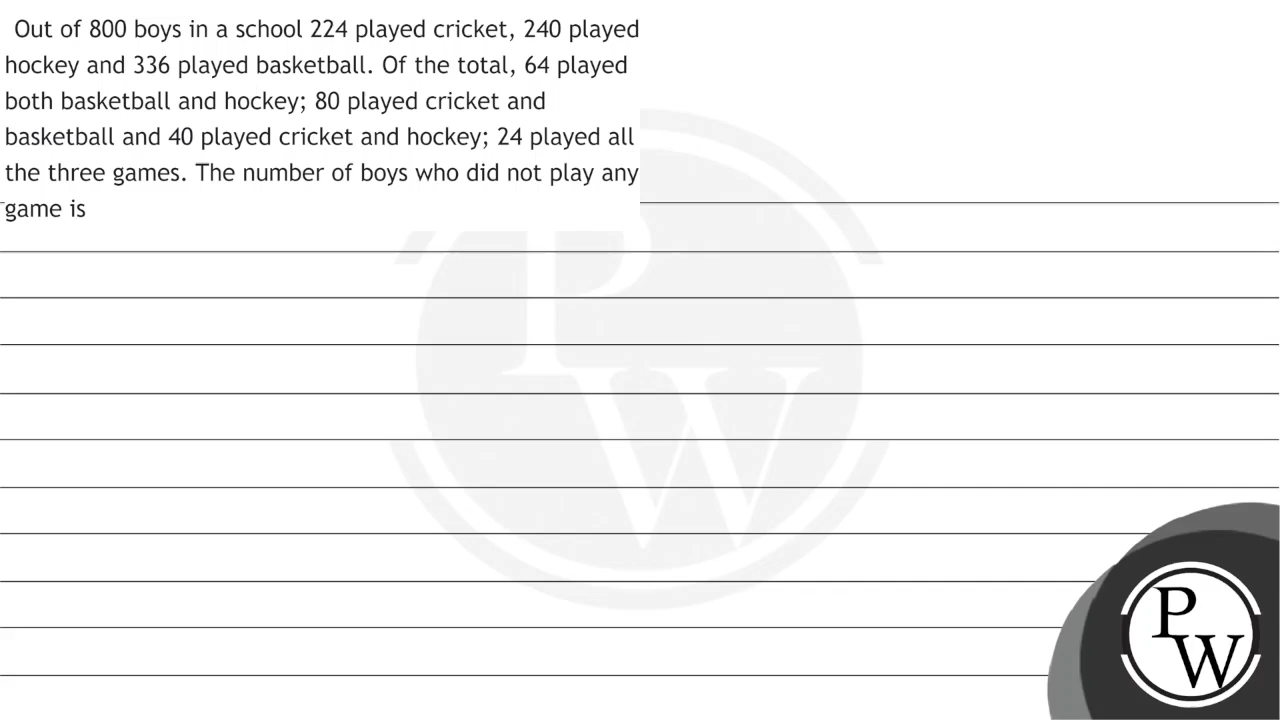 Out of 800 boys in a school 224 played cricket, 240 played
hockey and 336 played basketball. Of the total, 64 played
both basketball and hockey; 80 played cricket and
basketball and 40 played cricket and hockey; 24 played all
the three games. The number of boys who did not play any
game is
P
W
P
W